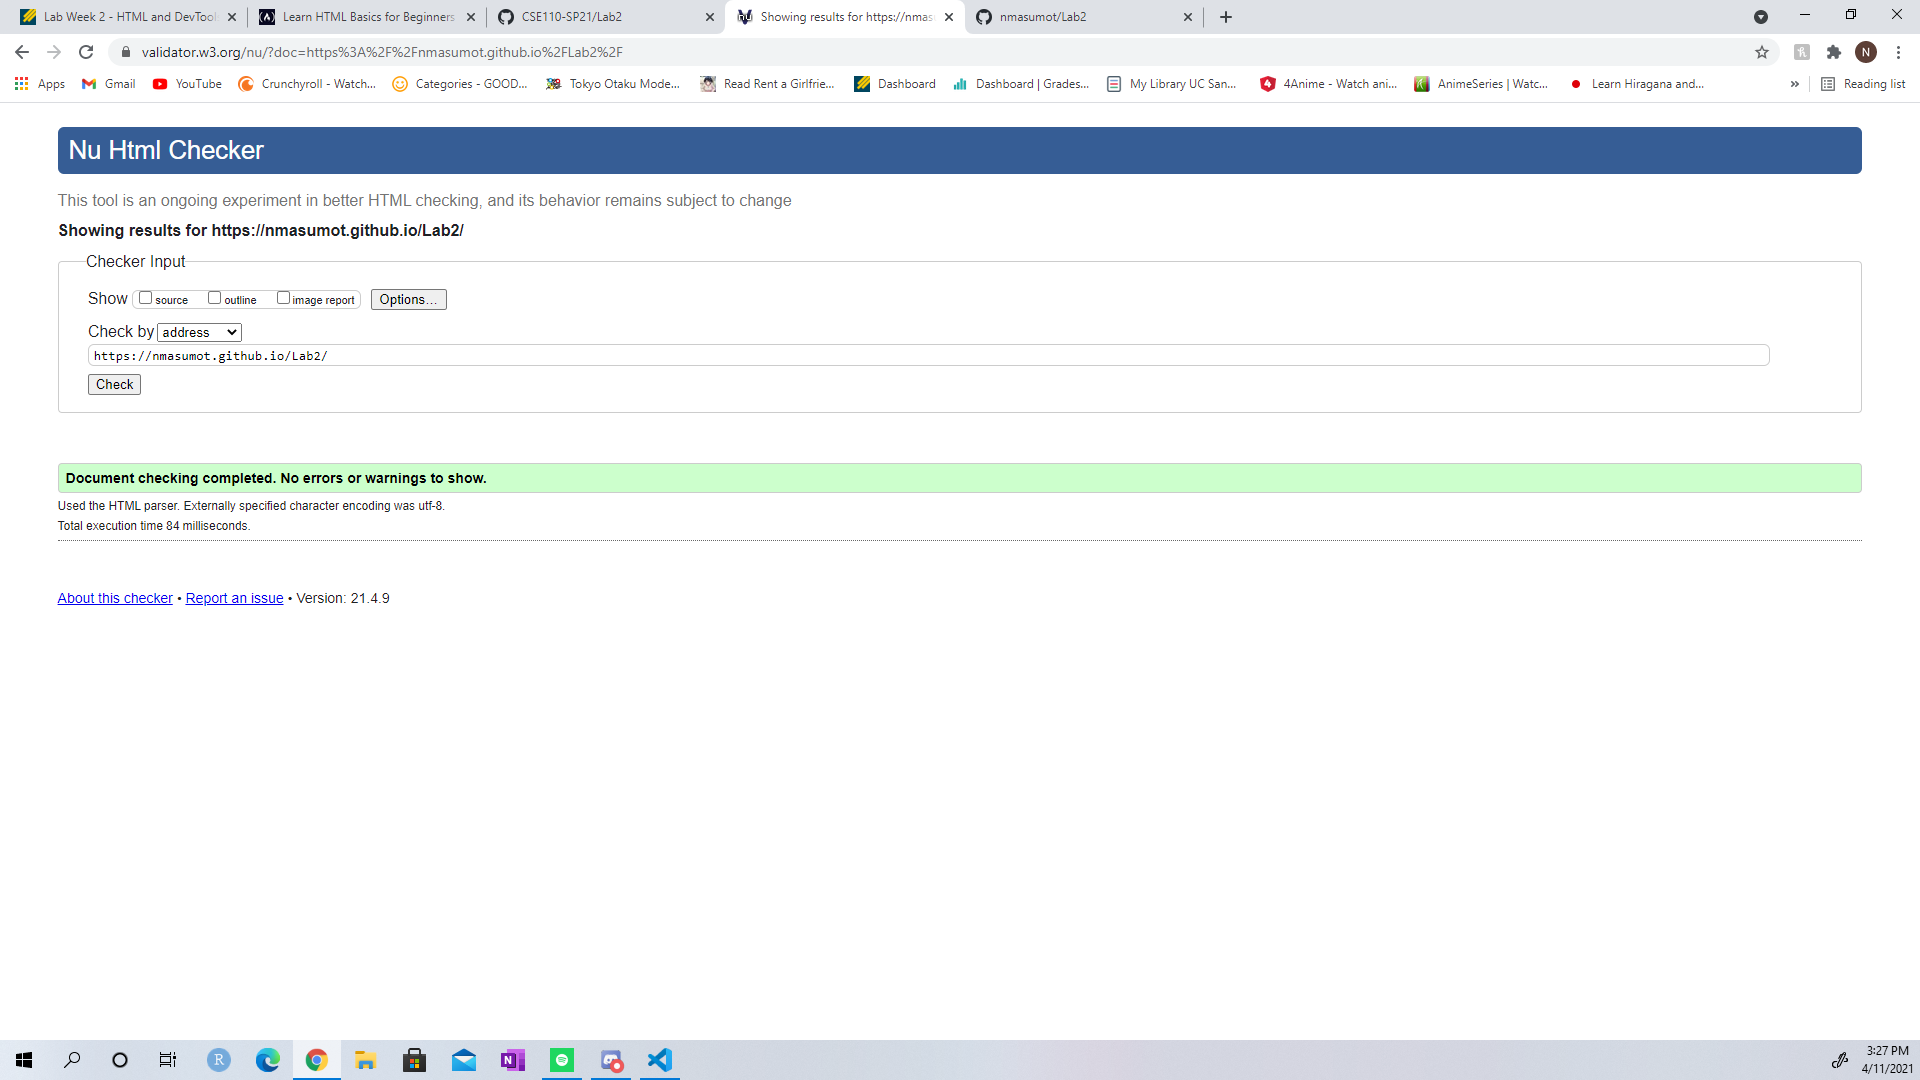 Lab Week 2 - HTML and DevTool
Learn HTML Basics for Beginners
CSE110-SP21/Lab2
Showing results for https://nmas
nmasumot/Lab2
validator.w3.org/nu/?doc=https%3A%2F%2Fnmasumot.github.io%2FLab2%2F
N
Apps
Gmail
YouTube
Crunchyroll - Watch...
Categories - GOOD...
Tokyo Otaku Mode...
Read Rent a Girlfrie...
Dashboard
Dashboard | Grades...
My Library UC San...
4Anime - Watch ani...
AnimeSeries | Watc...
Learn Hiragana and...
»
Reading list
Nu Html Checker
This tool is an ongoing experiment in better HTML checking, and its behavior remains subject to change
Showing results for https://nmasumot.github.io/Lab2/
Checker Input
Show source outline image report Options...
Check by address
https://nmasumot.github.io/Lab2/
Check
Document checking completed. No errors or warnings to show.
Used the HTML parser. Externally specified character encoding was utf-8.
Total execution time 84 milliseconds.
About this checker • Report an issue • Version: 21.4.9
3:27 PM
4/11/2021